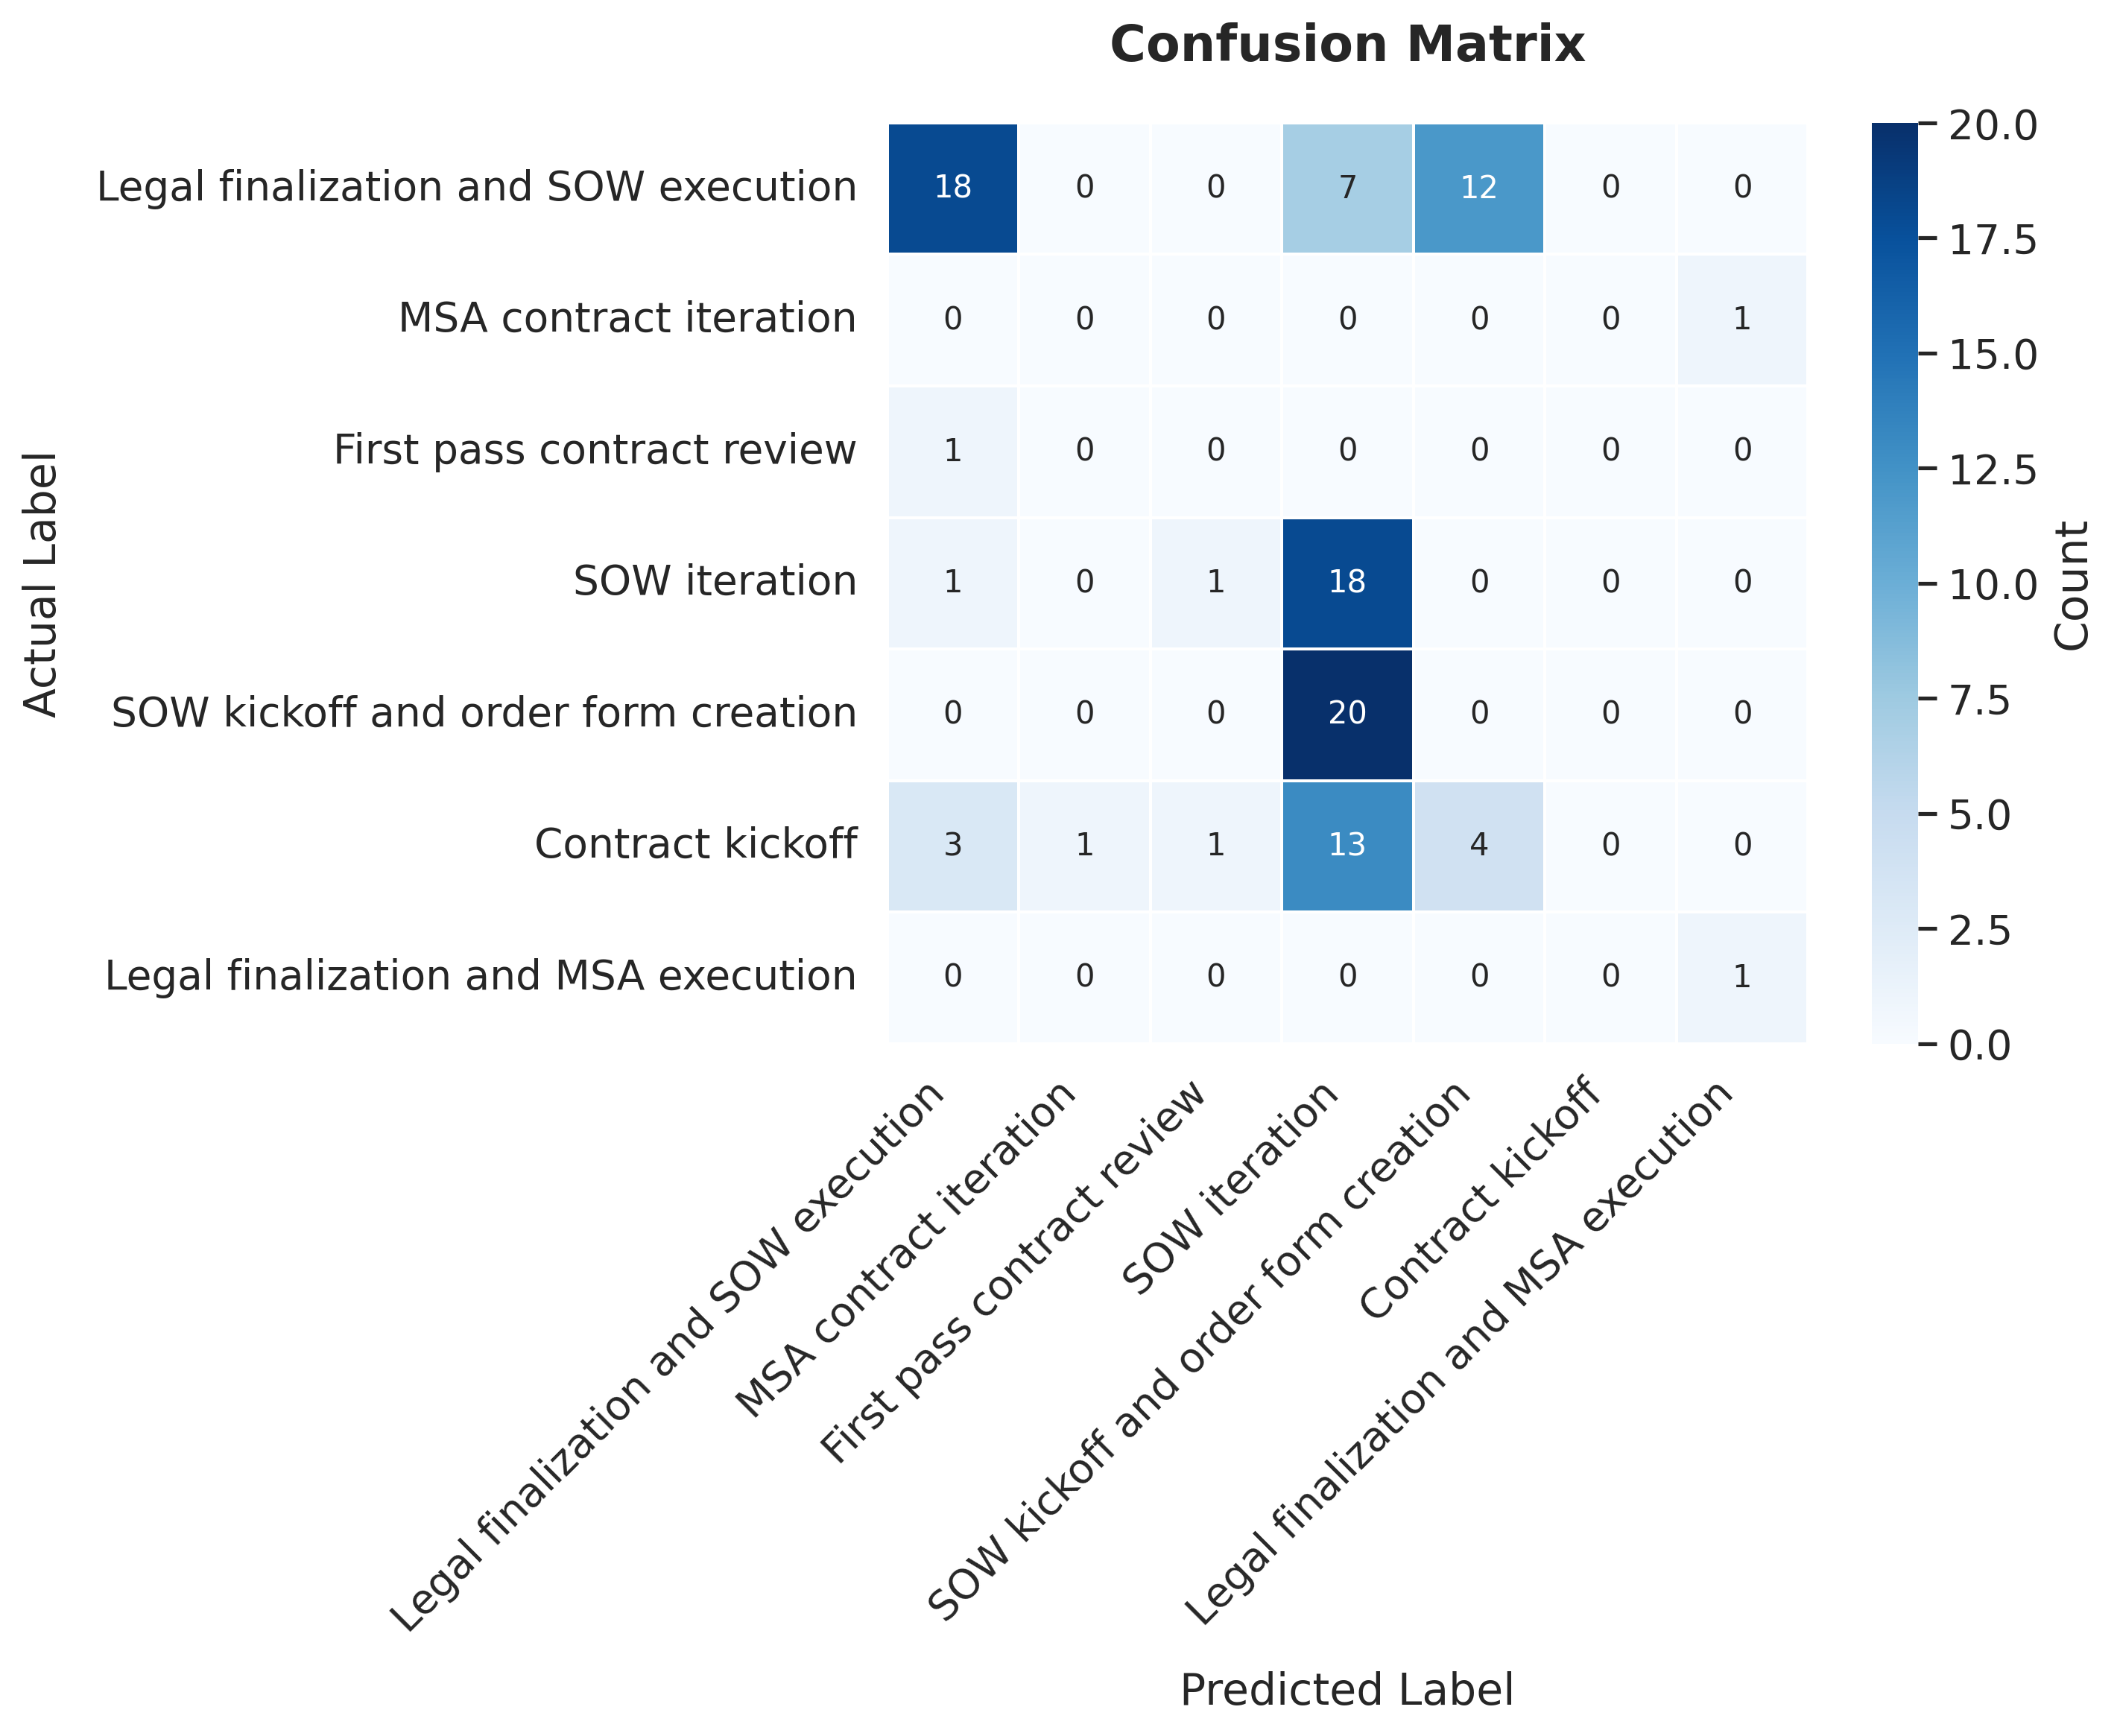 Confusion Matrix
Actual Label
Legal finalization and SOW execution 18 0 0 7 12 0 0
MSA contract iteration 0 0 0 0 0 0 1
First pass contract review 1 0 0 0 0 0 0
SOW iteration 1 0 1 18 0 0 0
SOW kickoff and order form creation 0 0 0 20 0 0 0
Contract kickoff 3 1 1 13 4 0 0
Legal finalization and MSA execution 0 0 0 0 0 0 1
Legal finalization and SOW execution
MSA contract iteration
First pass contract review
SOW iteration
SOW kickoff and order form creation
Contract kickoff
Legal finalization and MSA execution
Predicted Label
20.0
17.5
15.0
12.5
10.0
7.5
5.0
2.5
0.0
Count